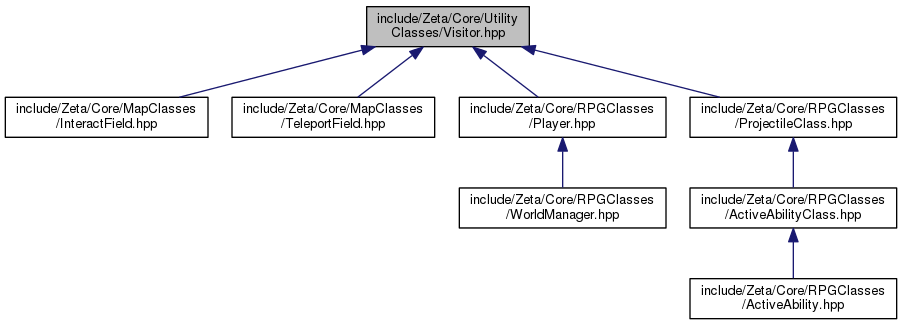 include/Zeta/Core/Utility
Classes/Visitor.hpp
include/Zeta/Core/MapClasses
/InteractField.hpp
include/Zeta/Core/MapClasses
/TeleportField.hpp
include/Zeta/Core/RPGClasses
/Player.hpp
include/Zeta/Core/RPGClasses
/ProjectileClass.hpp
include/Zeta/Core/RPGClasses
/WorldManager.hpp
include/Zeta/Core/RPGClasses
/ActiveAbilityClass.hpp
include/Zeta/Core/RPGClasses
/ActiveAbility.hpp